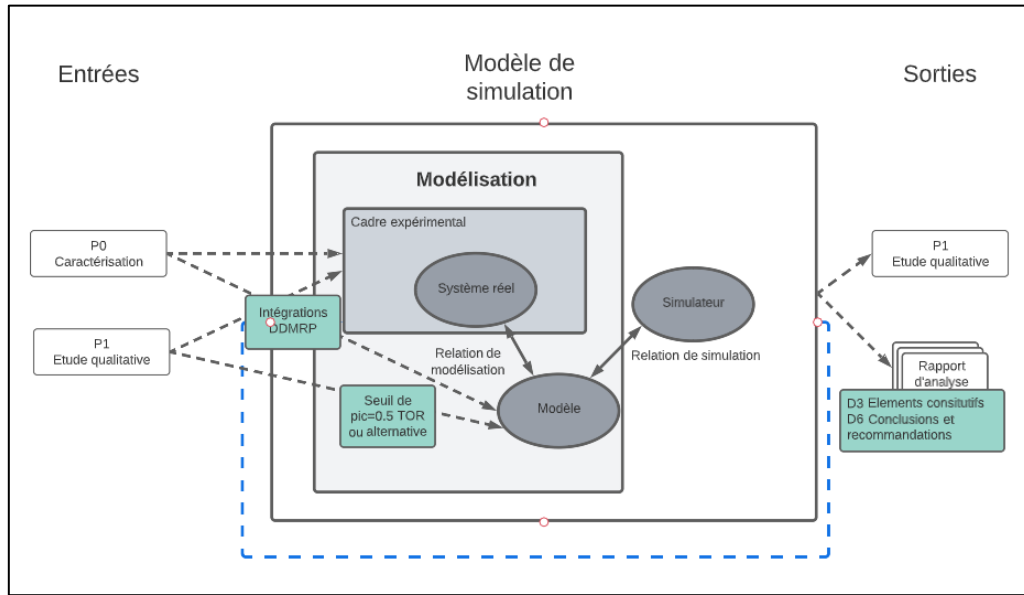 Entrées
Modèle de
simulation
Sorties
Modélisation
Cadre expérimental
P0
Caractérisation
P1
Etude qualitative
Système réel
Simulateur
Intégrations
DDMRP
P1
Etude qualitative
Relation de
modélisation
Relation de simulation
Rapport
d'analyse
Seuil de
pic=0.5 TOR
ou alternative
Modèle
D3 Elements consitutifs
D6 Conclusions et
recommandations